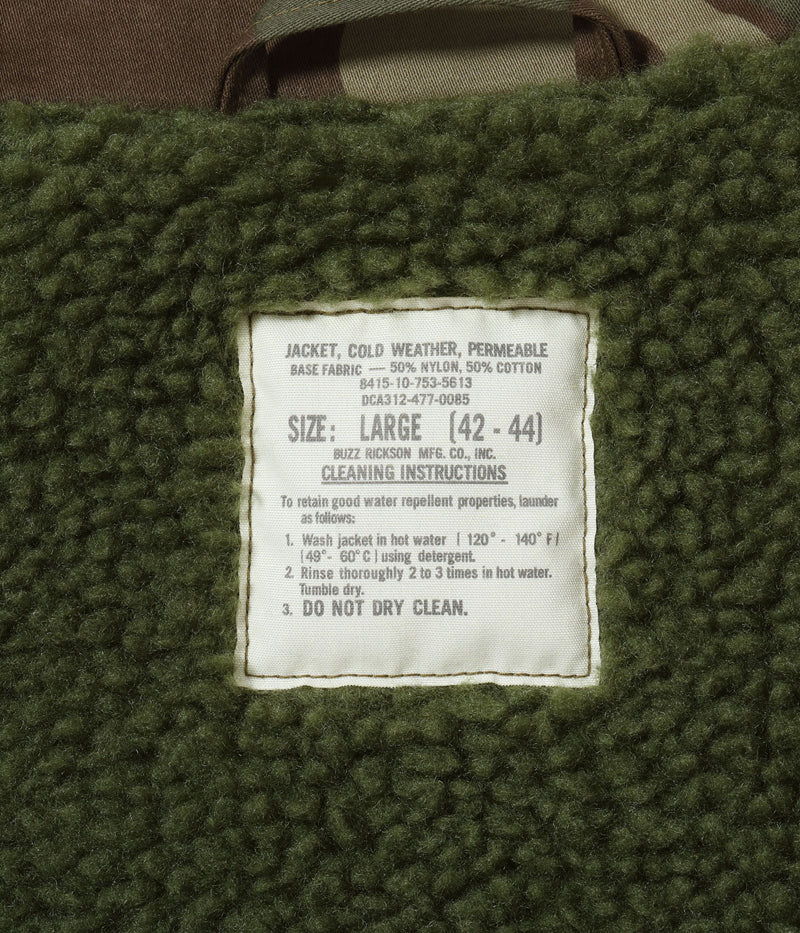 JACKET, COLD WEATHER, PERMEABLE
BASE FABRIC — 50% NYLON, 50% COTTON
8415-10-753-5613
DCA312-477-0085
SIZE: LARGE (42 - 44)
BUZZ RICKSON MFG. CO., INC.
CLEANING INSTRUCTIONS
To retain good water repellent properties, launder
as follows:
1. Wash jacket in hot water ( 120° - 140° F)
(49°- 60°C ) using detergent.
2. Rinse thoroughly 2 to 3 times in hot water.
Tumble dry.
3. DO NOT DRY CLEAN.